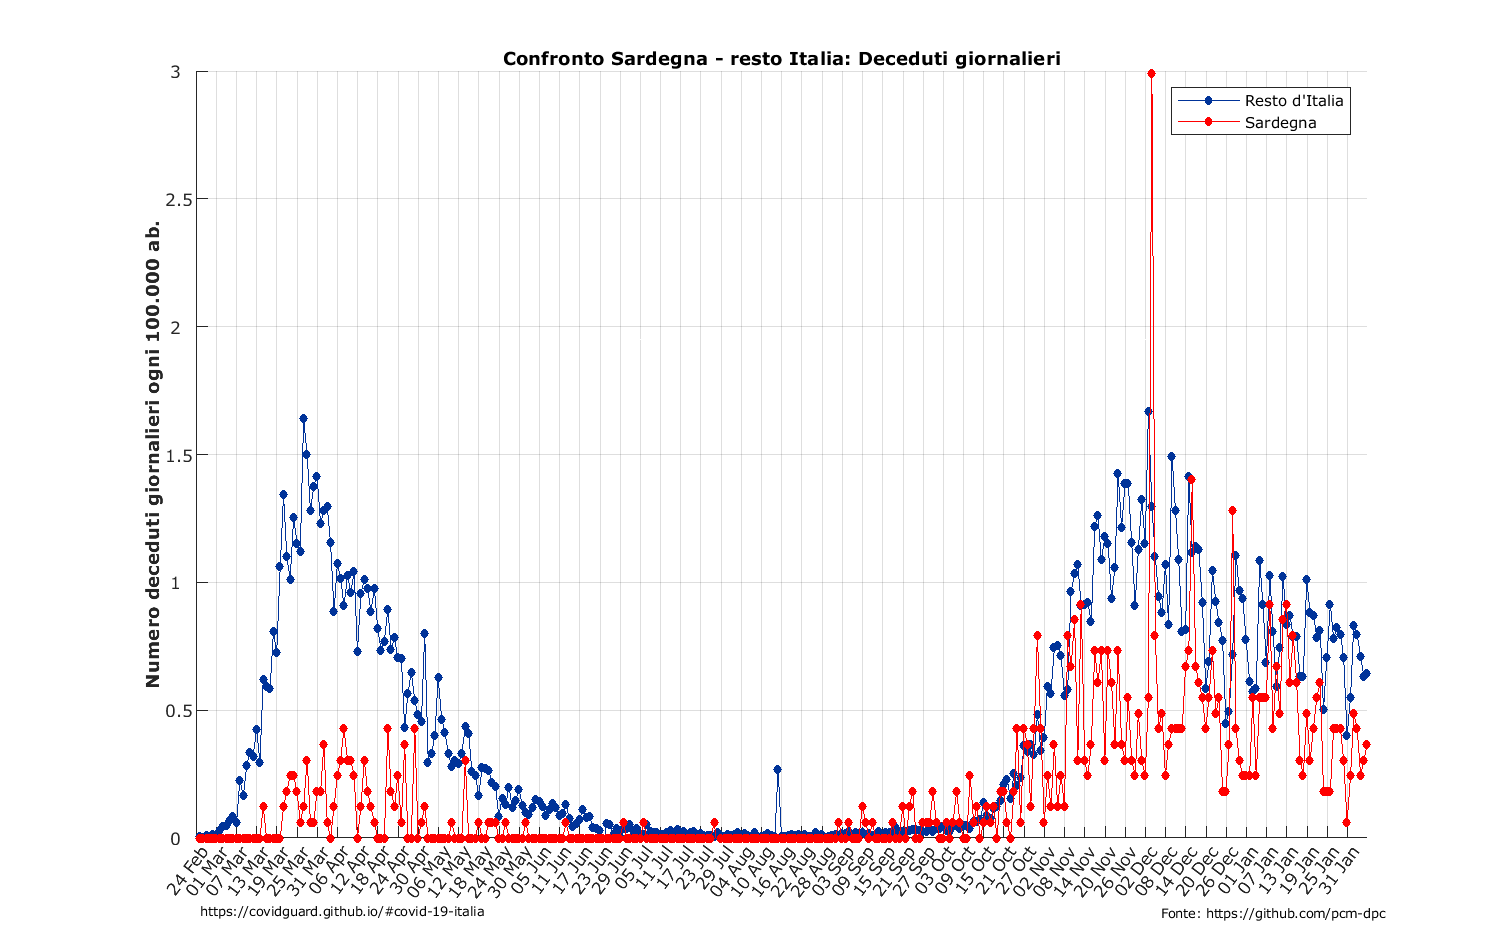 Confronto Sardegna - resto Italia: Deceduti giornalieri
Numero deceduti giornalieri ogni 100.000 ab.
3
2.5
2
1.5
1
0.5
0
Resto d'Italia
Sardegna
24 Feb
01 Mar
07 Mar
13 Mar
19 Mar
25 Mar
31 Mar
06 Apr
12 Apr
18 Apr
24 Apr
30 Apr
06 May
12 May
18 May
24 May
30 May
05 Jun
11 Jun
17 Jun
23 Jun
29 Jun
05 Jul
11 Jul
17 Jul
23 Jul
29 Jul
04 Aug
10 Aug
16 Aug
22 Aug
28 Aug
03 Sep
09 Sep
15 Sep
21 Sep
27 Sep
03 Oct
09 Oct
15 Oct
21 Oct
27 Oct
02 Nov
08 Nov
14 Nov
20 Nov
26 Nov
02 Dec
08 Dec
14 Dec
20 Dec
26 Dec
01 Jan
07 Jan
13 Jan
19 Jan
25 Jan
31 Jan
https://covidguard.github.io/#covid-19-italia
Fonte: https://github.com/pcm-dpc